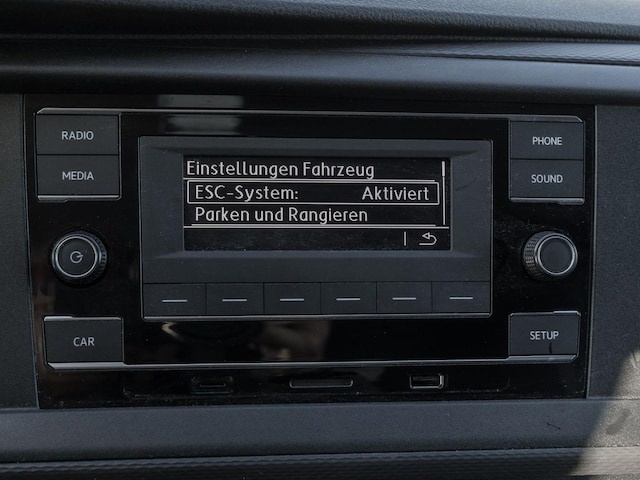 RADIO
MEDIA
PHONE
SOUND
Einstellungen Fahrzeug
ESC-System: Aktiviert
Parken und Rangieren
CAR
SETUP